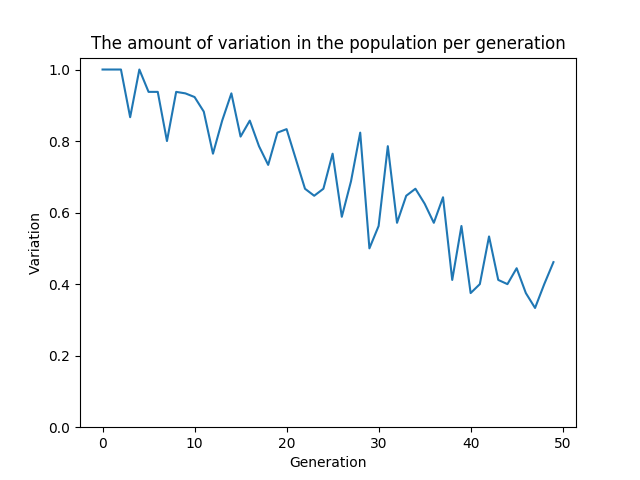 The amount of variation in the population per generation
1.0
0.8
0.6
0.4
0.2
0.0
Variation
0 10 20 30 40 50
Generation